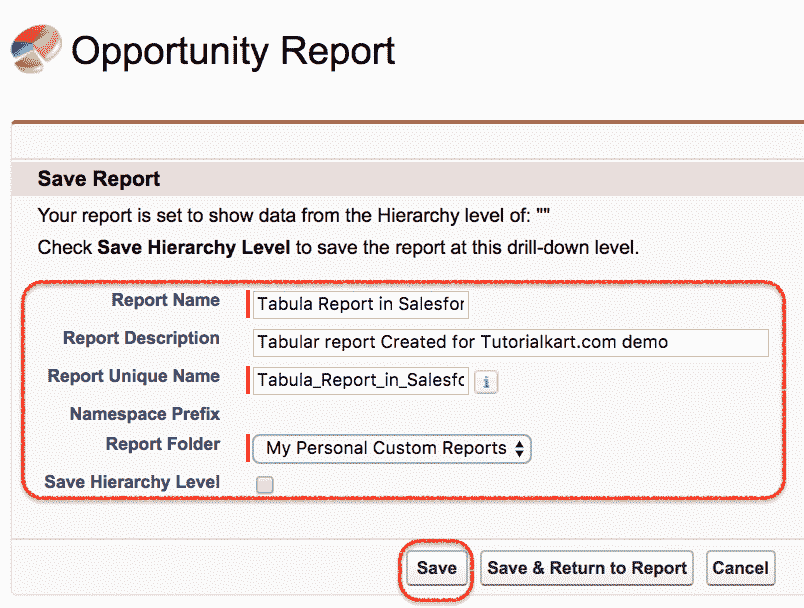 Opportunity Report
Save Report
Your report is set to show data from the Hierarchy level of: ""
Check Save Hierarchy Level to save the report at this drill-down level.
Report Name Tabula Report in Salesfor
Report Description Tabular report Created for Tutorialkart.com demo
Report Unique Name Tabula_Report_in_Salesfc i
Namespace Prefix
Report Folder My Personal Custom Reports
Save Hierarchy Level
Save Save & Return to Report Cancel